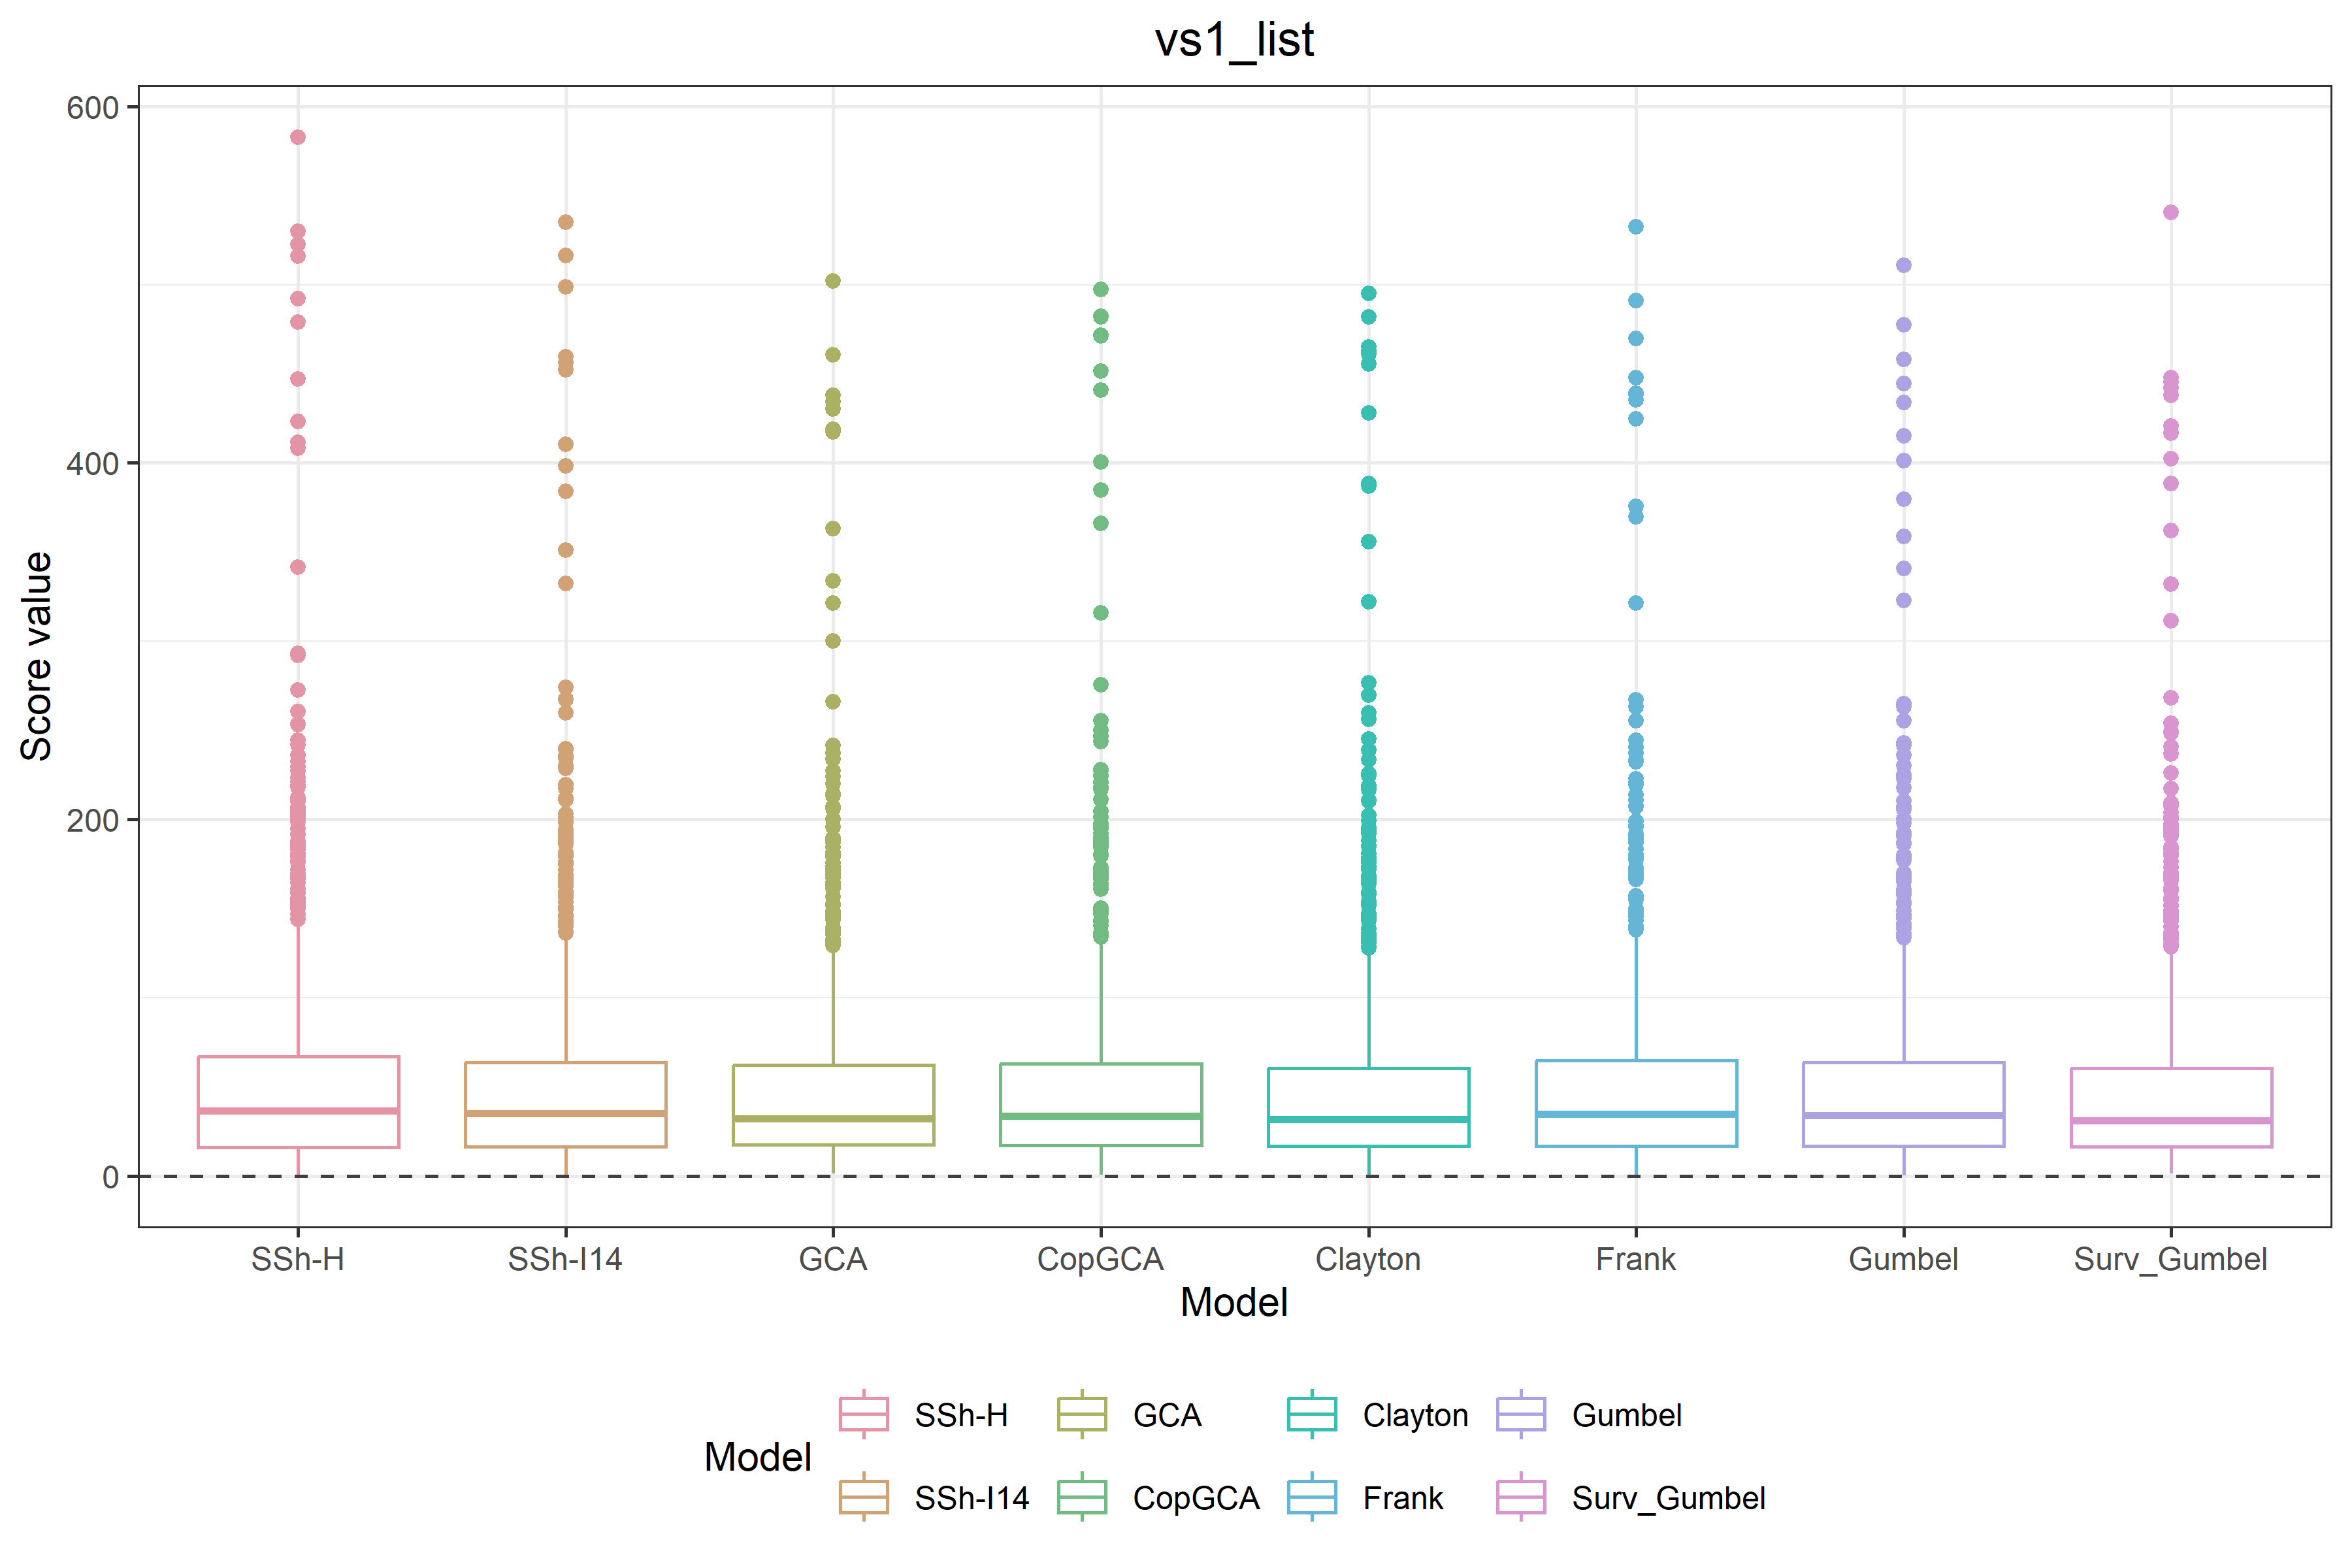 vs1_list
600
400
200
0
Score value
SSh-H SSh-I14 GCA CopGCA Clayton Frank Gumbel Surv_Gumbel
Model
Model
SSh-H GCA Clayton Gumbel
SSh-I14 CopGCA Frank Surv_Gumbel